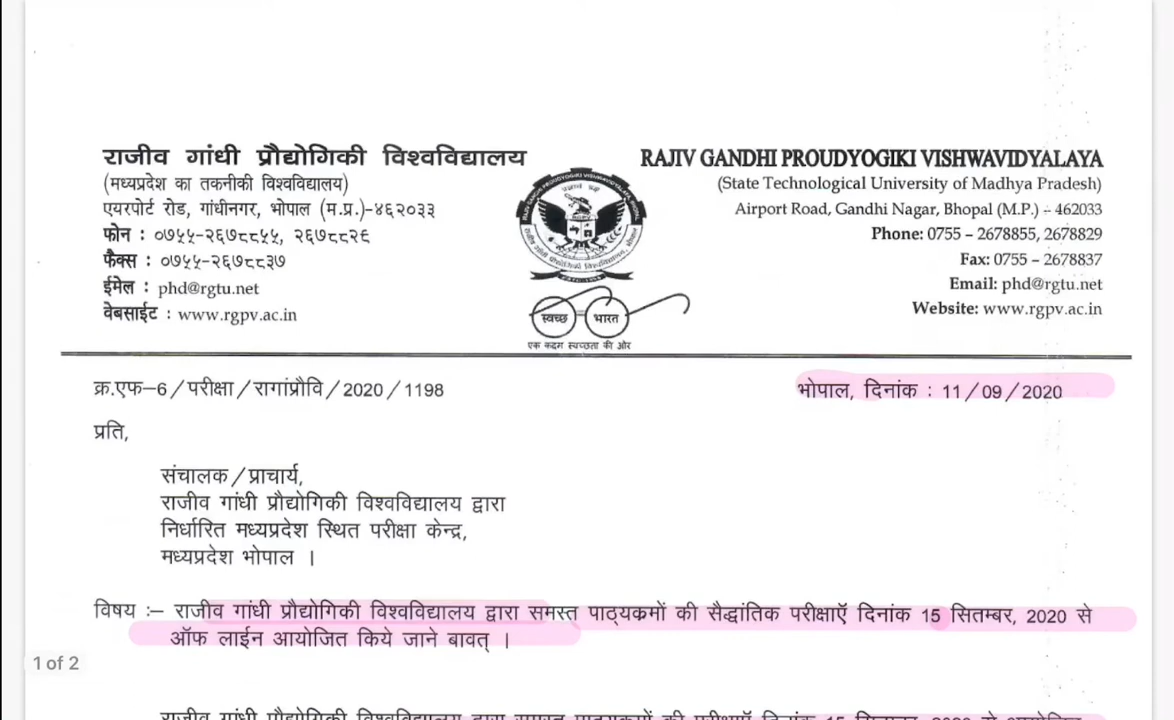 राजीव गांधी प्रौद्योगिकी विश्वविद्यालय
(मध्यप्रदेश का तकनीकी विश्वविद्यालय)
एयरपोर्ट रोड, गांधीनगर, भोपाल (म.प्र.)-४६२०३३
फोन : ०७५५-२६७८८५५, २६७८८२९
फैक्स : ०७५५-२६७८८३७
ईमेल : phd@rgtu.net
वेबसाईट : www.rgpv.ac.in
स्वच्छ भारत
एक कदम स्वच्छता की ओर
RAJIV GANDHI PROUDYOGIKI VISHWAVIDYALAYA
(State Technological University of Madhya Pradesh)
Airport Road, Gandhi Nagar, Bhopal (M.P.) - 462033
Phone: 0755 – 2678855, 2678829
Fax: 0755 – 2678837
Email: phd@rgtu.net
Website: www.rgpv.ac.in
क्र.एफ–6/परीक्षा/रागांप्रौवि/2020/1198
भोपाल, दिनांक : 11/09/2020
प्रति,
संचालक/प्राचार्य,
राजीव गांधी प्रौद्योगिकी विश्वविद्यालय द्वारा
निर्धारित मध्यप्रदेश स्थित परीक्षा केन्द्र,
मध्यप्रदेश भोपाल ।
विषय :– राजीव गांधी प्रौद्योगिकी विश्वविद्यालय द्वारा समस्त पाठ्यकमों की सैद्धांतिक परीक्षाऍ दिनांक 15 सितम्बर, 2020 से
ऑफ लाईन आयोजित किये जाने बावत् ।
1 of 2